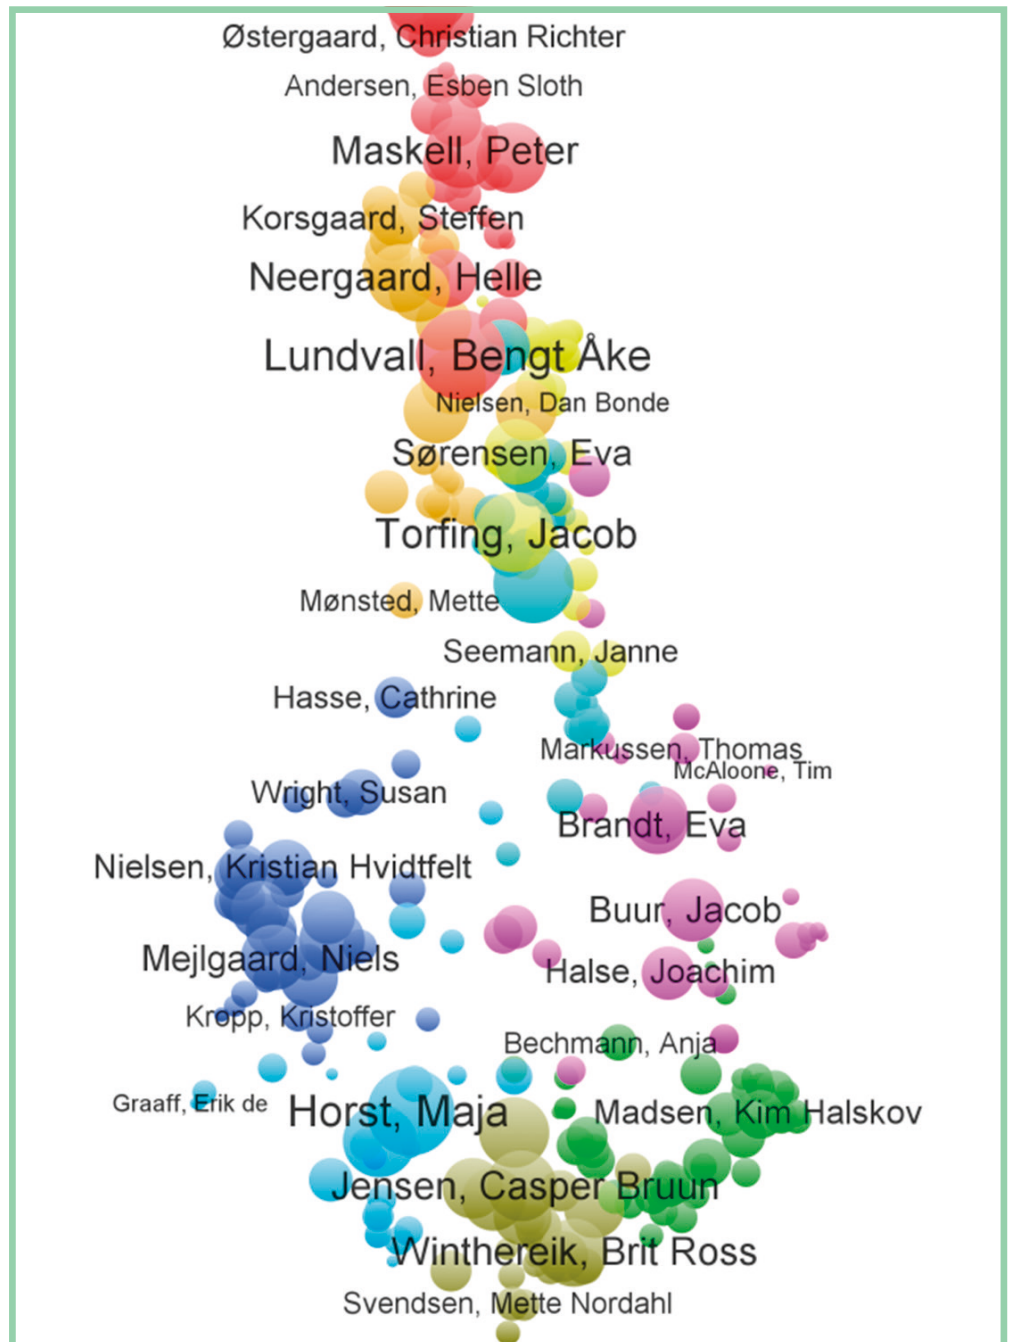 Østergaard, Christian Richter
Andersen, Esben Sloth
Maskell, Peter
Korsgaard, Steffen
Neergaard, Helle
Lundvall, Bengt Åke
Nielsen, Dan Bonde
Sørensen, Eva
Torfing, Jacob
Mønsted, Mette
Seemann, Janne
Hasse, Cathrine
Markussen, Thomas
McAloone, Tim
Wright, Susan
Brandt, Eva
Nielsen, Kristian Hvidtfelt
Buur, Jacob
Mejlgaard, Niels
Halse, Joachim
Kropp, Kristoffer
Bechmann, Anja
Graaff, Erik de
Horst, Maja
Madsen, Kim Halskov
Jensen, Casper Bruun
Winthereik, Brit Ross
Svendsen, Mette Nordahl